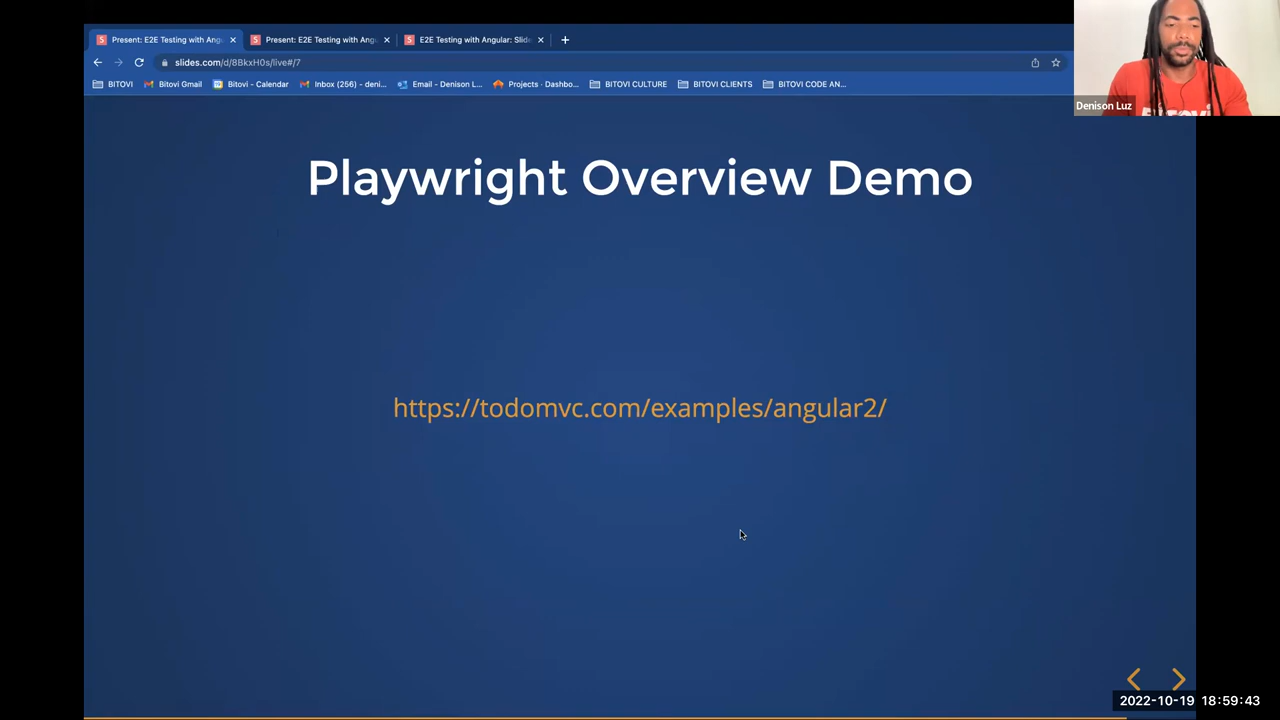 Present: E2E Testing with Angu
Present: E2E Testing with Angu
E2E Testing with Angular: Slid
slides.com/d/8BkxH0s/live#/7
BITOVI
Bitovi Gmail
Bitovi - Calendar
Inbox (256) - deni...
Email - Denison L...
Projects · Dashbo...
BITOVI CULTURE
BITOVI CLIENTS
BITOVI CODE AN...
Denison Luz
BITOVI
Playwright Overview Demo
https://todomvc.com/examples/angular2/
2022-10-19 18:59:43